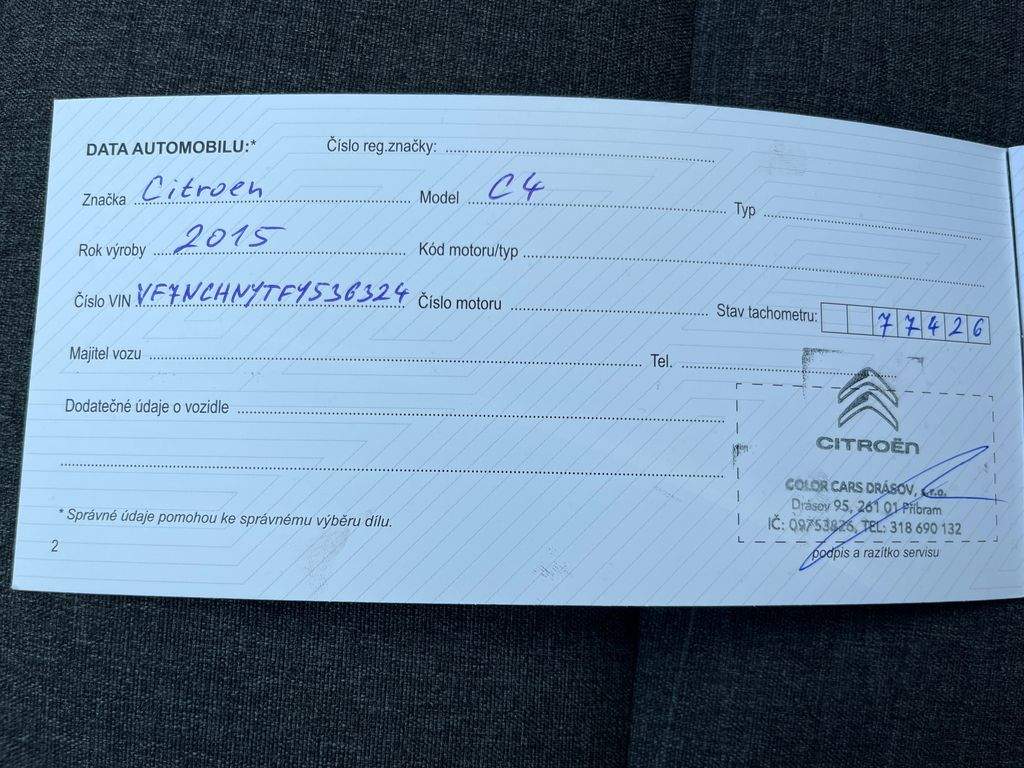 DATA AUTOMOBILU:* Číslo reg.značky:
Značka Citroen Model C4 Typ
Rok výroby 2015 Kód motoru/typ
Číslo VIN VF7NCHNYTFY536324 Číslo motoru Stav tachometru: 77426
Majitel vozu Tel.
Dodatečné údaje o vozidle
CITROËN
COLOR CARS DRÁSOV, s.r.o.
Drásov 95, 261 01 Příbram
IČ: 09753826, TEL: 318 690 132
podpis a razítko servisu
* Správné údaje pomohou ke správnému výběru dílu.
2